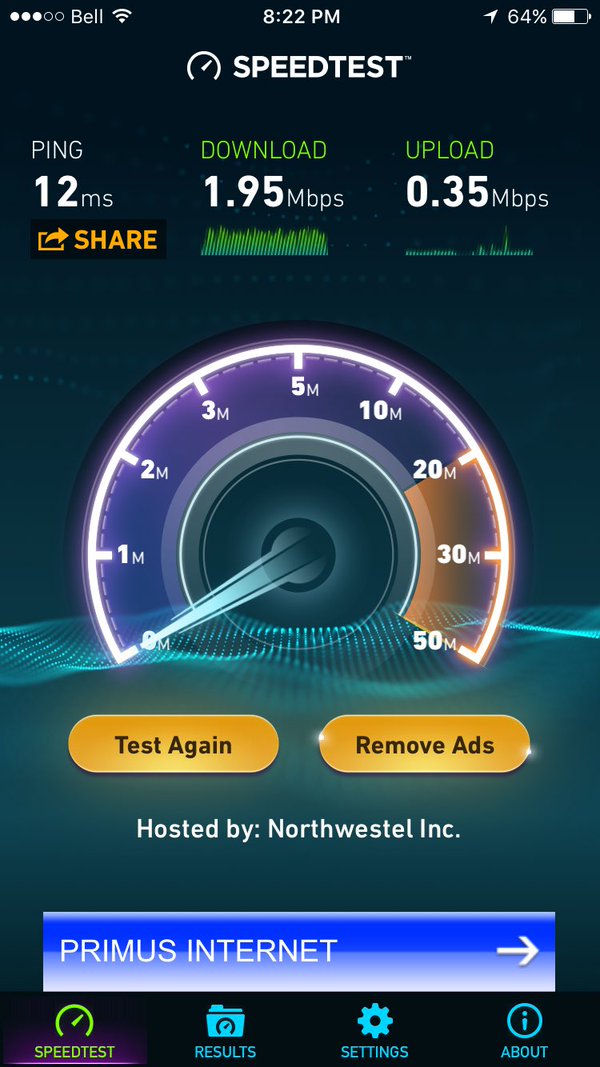 Bell 8:22 PM 64%
SPEEDTEST™
PING DOWNLOAD UPLOAD
12ms 1.95Mbps 0.35Mbps
SHARE
5M
3M 10M
2M 20M
1M 30M
0M 50M
Test Again Remove Ads
Hosted by: Northwestel Inc.
PRIMUS INTERNET
SPEEDTEST RESULTS SETTINGS ABOUT